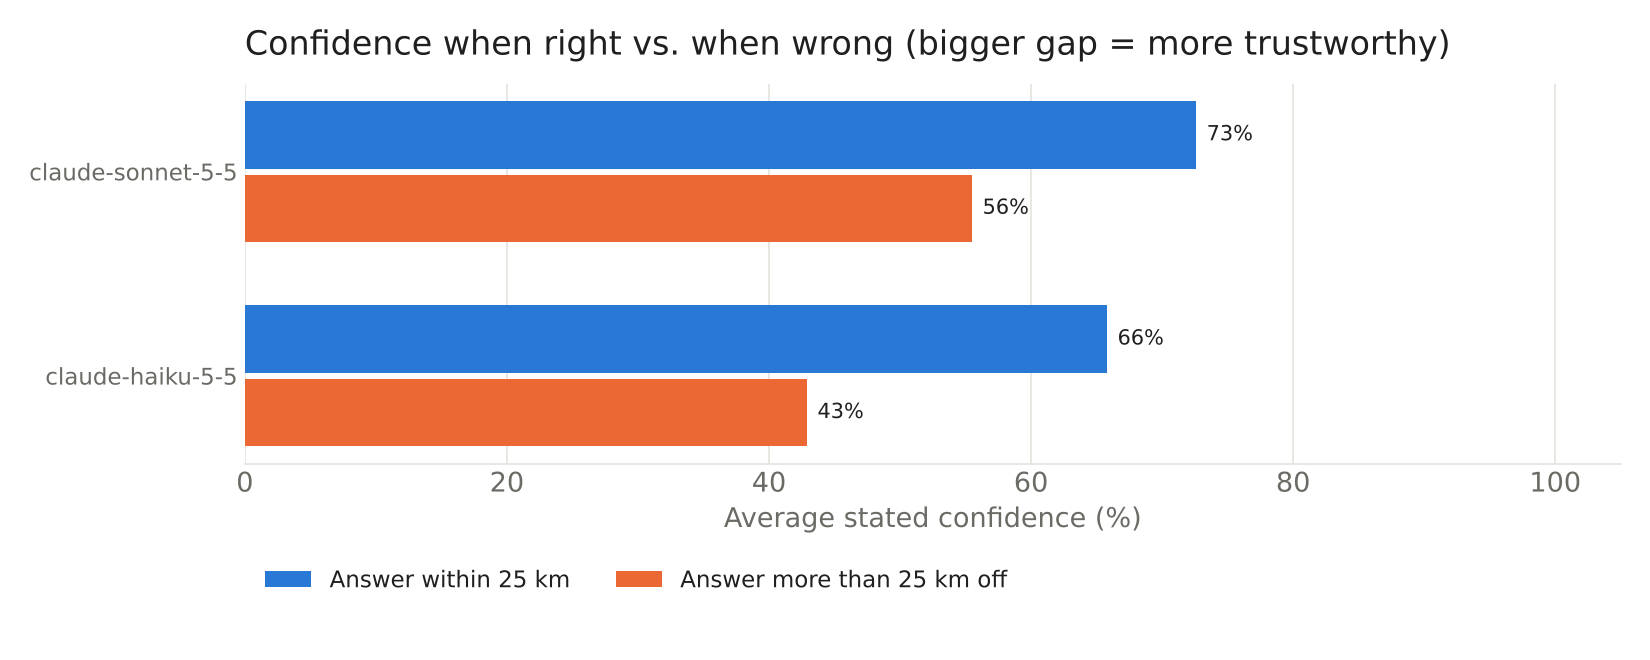 Confidence when right vs. when wrong (bigger gap = more trustworthy)
73%
claude-sonnet-5-5
56%
66%
claude-haiku-5-5
43%
0 20 40 60 80 100
Average stated confidence (%)
Answer within 25 km Answer more than 25 km off